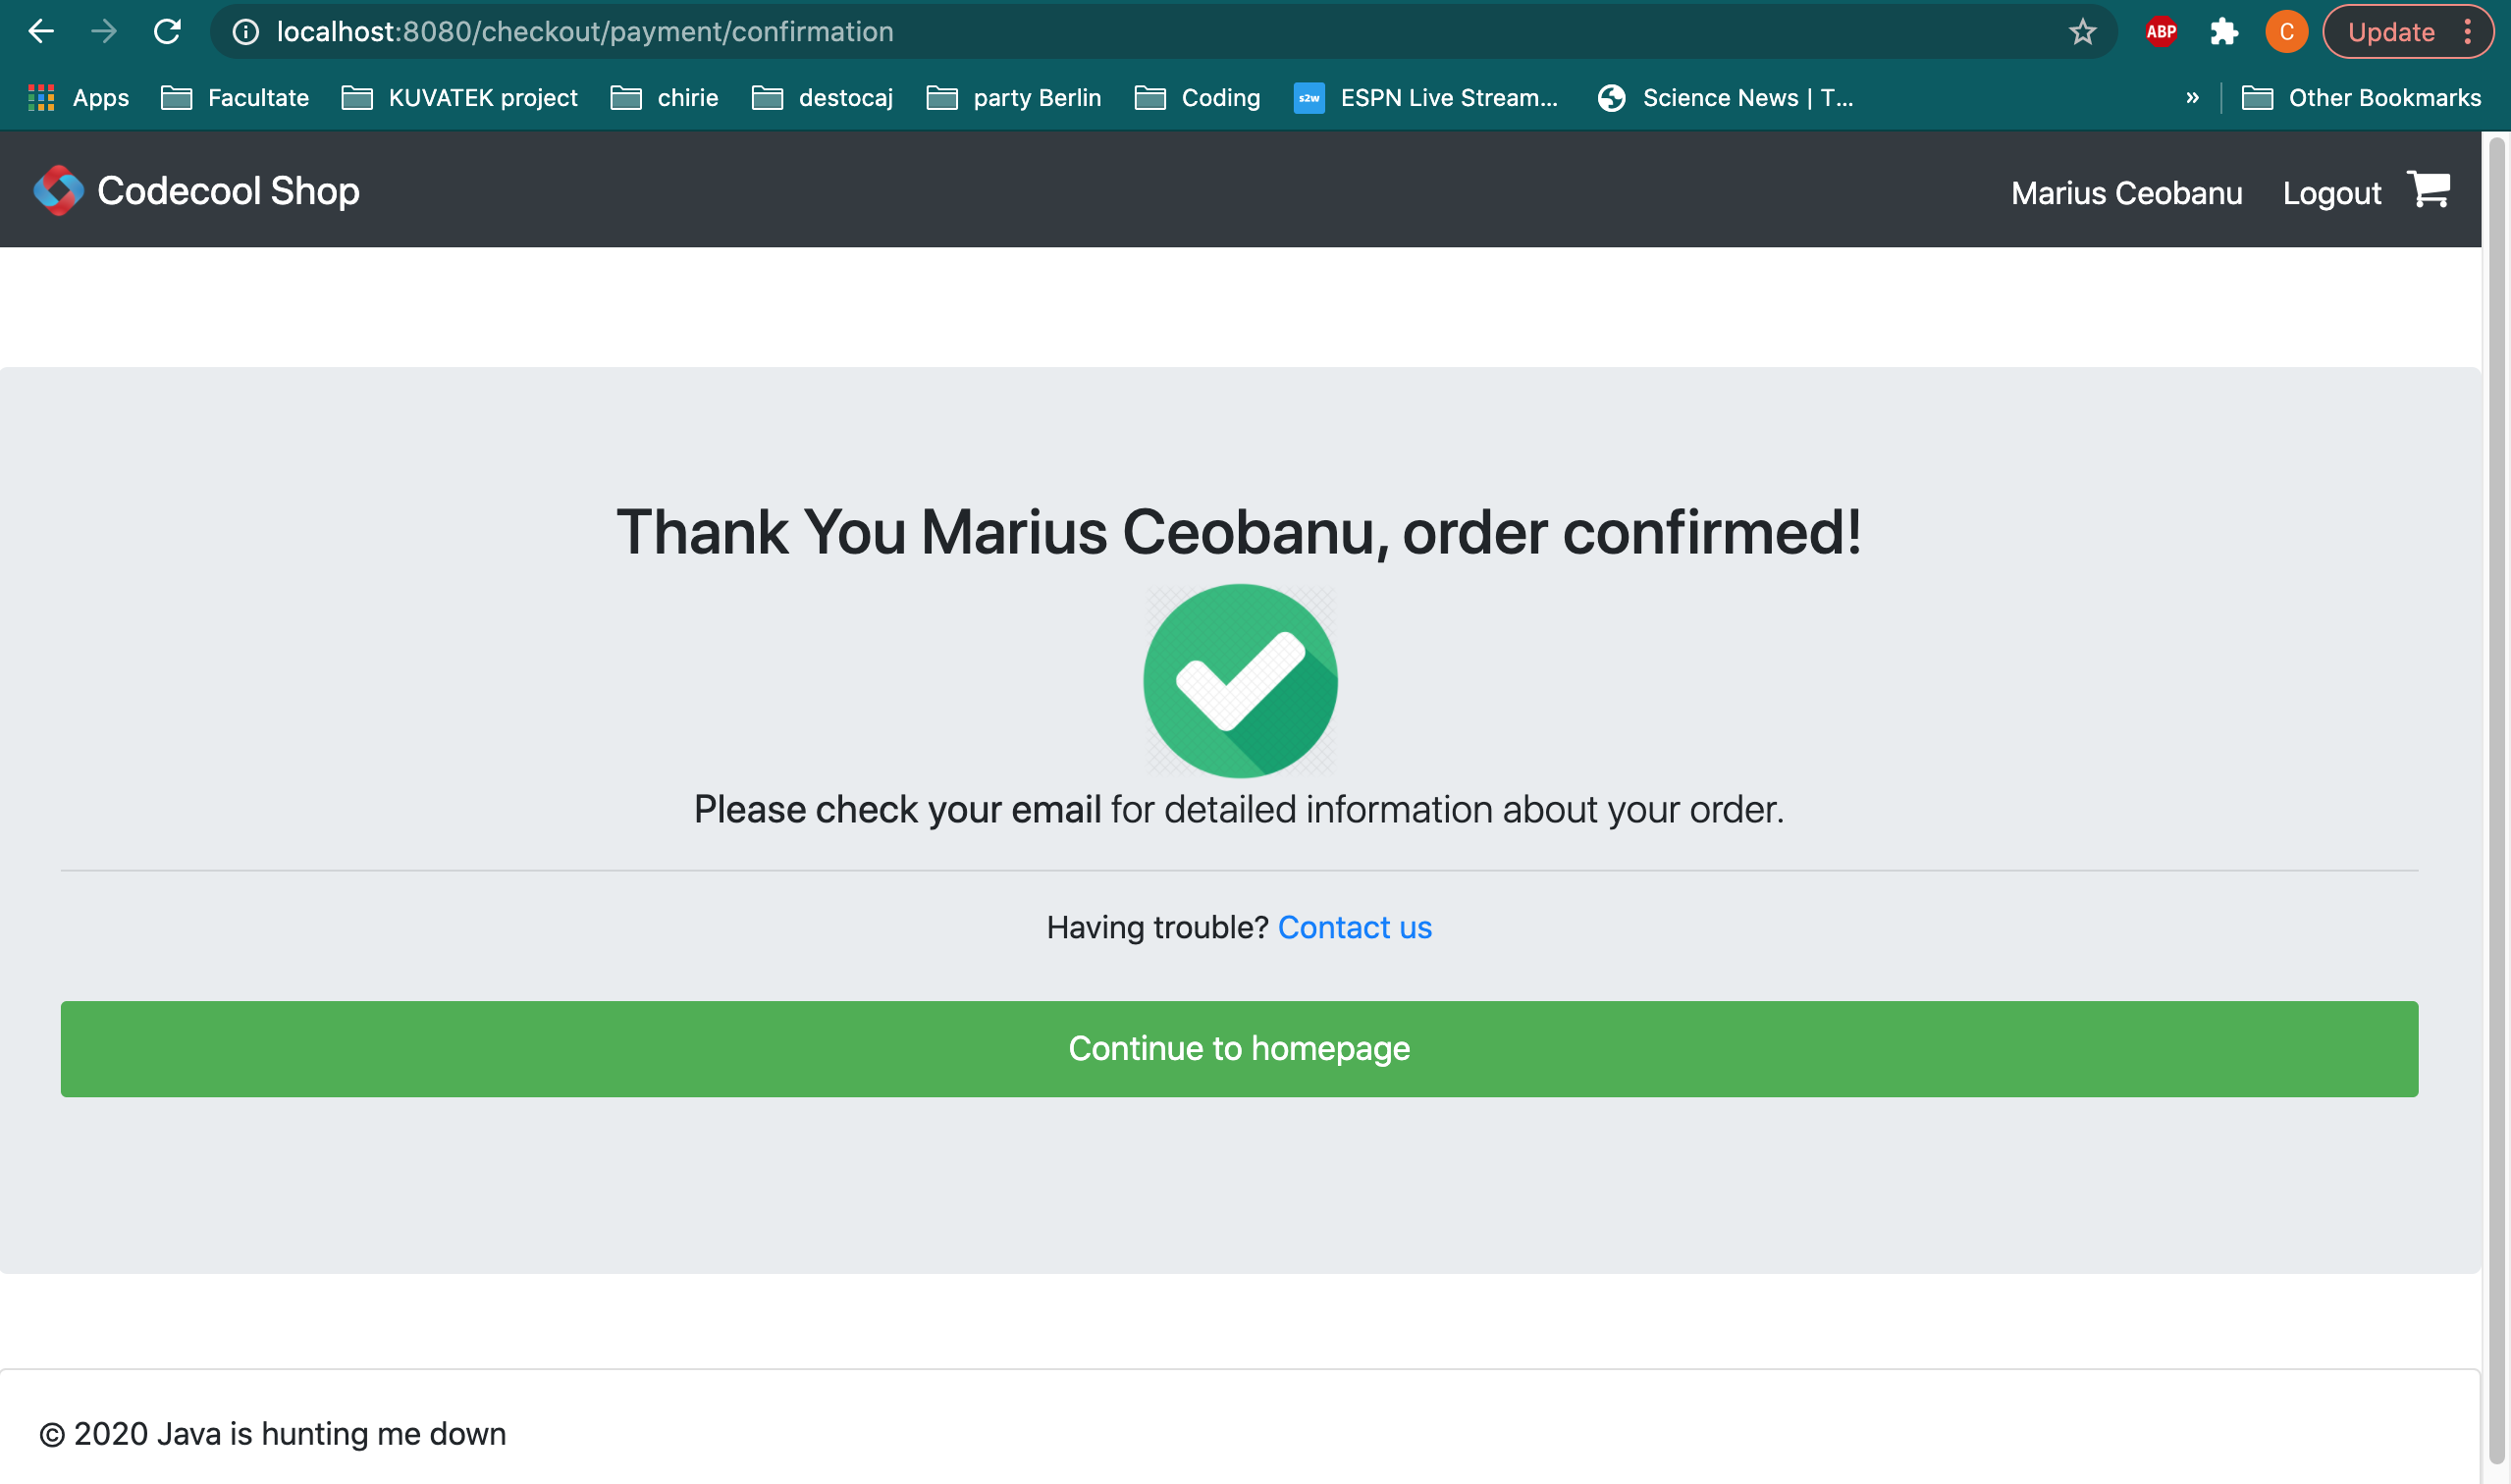 localhost:8080/checkout/payment/confirmation ABP C Update
Apps Facultate KUVATEK project chirie destocaj party Berlin Coding s2w ESPN Live Stream... Science News | T... » Other Bookmarks
Codecool Shop Marius Ceobanu Logout
Thank You Marius Ceobanu, order confirmed!
Please check your email for detailed information about your order.
Having trouble? Contact us
Continue to homepage
© 2020 Java is hunting me down